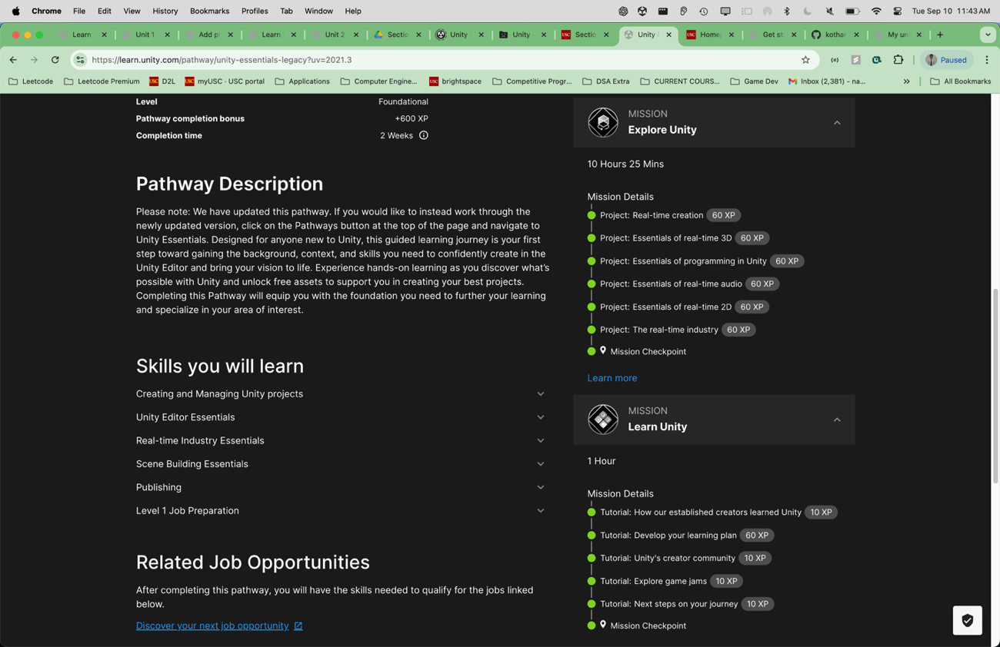 Chrome File Edit View History Bookmarks Profiles Tab Window Help Tue Sep 10 11:43 AM
Learn Unit 1 Add pl Learn Unit 2 Sectio Unity Unity Sectio Unity Home Get st kothar My uni
https://learn.unity.com/pathway/unity-essentials-legacy?uv=2021.3 Paused
Leetcode Leetcode Premium D2L myUSC - USC portal Applications Computer Engine... brightspace Competitive Progr... DSA Extra CURRENT COURS... Game Dev Inbox (2,381) - na... » All Bookmarks
Level Foundational
Pathway completion bonus +600 XP
Completion time 2 Weeks
Pathway Description
Please note: We have updated this pathway. If you would like to instead work through the
newly updated version, click on the Pathways button at the top of the page and navigate to
Unity Essentials. Designed for anyone new to Unity, this guided learning journey is your first
step toward gaining the background, context, and skills you need to confidently create in the
Unity Editor and bring your vision to life. Experience hands-on learning as you discover what’s
possible with Unity and unlock free assets to support you in creating your best projects.
Completing this Pathway will equip you with the foundation you need to further your learning
and specialize in your area of interest.
Skills you will learn
Creating and Managing Unity projects
Unity Editor Essentials
Real-time Industry Essentials
Scene Building Essentials
Publishing
Level 1 Job Preparation
Related Job Opportunities
After completing this pathway, you will have the skills needed to qualify for the jobs linked
below.
Discover your next job opportunity
MISSION
Explore Unity
10 Hours 25 Mins
Mission Details
Project: Real-time creation 60 XP
Project: Essentials of real-time 3D 60 XP
Project: Essentials of programming in Unity 60 XP
Project: Essentials of real-time audio 60 XP
Project: Essentials of real-time 2D 60 XP
Project: The real-time industry 60 XP
Mission Checkpoint
Learn more
MISSION
Learn Unity
1 Hour
Mission Details
Tutorial: How our established creators learned Unity 10 XP
Tutorial: Develop your learning plan 60 XP
Tutorial: Unity's creator community 10 XP
Tutorial: Explore game jams 10 XP
Tutorial: Next steps on your journey 10 XP
Mission Checkpoint